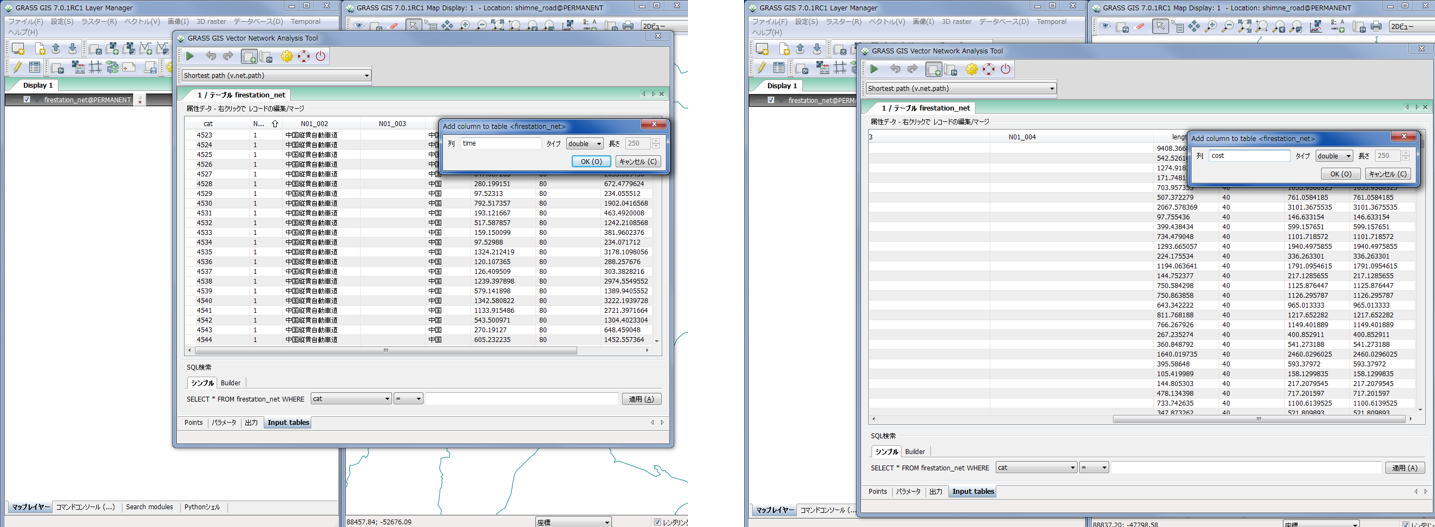 GRASS GIS 7.0.1RC1 Layer Manager
ファイル(F) 設定(S) ラスター(R) ベクトル(V) 画像(I) 3D raster データベース(D) Temporal
ヘルプ(H)
Display 1
firestation_net@PERMANENT
マップレイヤー コマンドコンソール (...) Search modules Pythonシェル
GRASS GIS 7.0.1RC1 Map Display: 1 - Location: shimne_road@PERMANENT
2Dビュー
GRASS GIS Vector Network Analysis Tool
Shortest path (v.net.path)
1 / テーブル firestation_net
属性データ - 右クリックで レコードの編集/マージ
cat N... N01_002 N01_003
4523 1 中国縦貫自動車道 中国
4524 1 中国縦貫自動車道
4525 1 中国縦貫自動車道
4526 1 中国縦貫自動車道
4527 1 中国縦貫自動車道 中国
4528 1 中国縦貫自動車道 中国 280.199151 80 672.4779624
4529 1 中国縦貫自動車道 中国 97.52313 80 234.055512
4530 1 中国縦貫自動車道 中国 792.517357 80 1902.0416568
4531 1 中国縦貫自動車道 中国 193.121667 80 463.4920008
4532 1 中国縦貫自動車道 中国 517.587857 80 1242.2108568
4533 1 中国縦貫自動車道 中国 159.150099 80 381.9602376
4534 1 中国縦貫自動車道 中国 97.52988 80 234.071712
4535 1 中国縦貫自動車道 中国 1324.212419 80 3178.1098056
4536 1 中国縦貫自動車道 中国 120.107365 80 288.257676
4537 1 中国縦貫自動車道 中国 126.409509 80 303.3828216
4538 1 中国縦貫自動車道 中国 1239.397898 80 2974.5549552
4539 1 中国縦貫自動車道 中国 579.141898 80 1389.9405552
4540 1 中国縦貫自動車道 中国 1342.580822 80 3222.1939728
4541 1 中国縦貫自動車道 中国 1133.915486 80 2721.3971664
4542 1 中国縦貫自動車道 中国 543.500971 80 1304.4023304
4543 1 中国縦貫自動車道 中国 270.19127 80 648.459048
4544 1 中国縦貫自動車道 中国 605.232235 80 1452.557364
Add column to table <firestation_net>
列 time タイプ double 長さ 250
OK (O) キャンセル (C)
SQL検索
シンプル Builder
SELECT * FROM firestation_net WHERE cat = 適用 (A)
Points パラメータ 出力 Input tables
88457.84; -52676.09 座標 レンダリング
GRASS GIS 7.0.1RC1 Layer Manager
ファイル(F) 設定(S) ラスター(R) ベクトル(V) 画像(I) 3D raster データベース(D) Temporal
ヘルプ(H)
Display 1
firestation_net@P
マップレイヤー コマンドコンソール (...)
GRASS GIS 7.0.1RC1 Map Display: 1 - Location: shimne_road@PERMANENT
2Dビュー
GRASS GIS Vector Network Analysis Tool
Shortest path (v.net.path)
1 / テーブル firestation_net
属性データ - 右クリックで レコードの編集/マージ
3 N01_004
507.372279 40 761.0584185 761.0584185
2067.578369 40 3101.3675535 3101.3675535
97.755436 40 146.633154 146.633154
399.438434 40 599.157651 599.157651
734.479048 40 1101.718572 1101.718572
1293.665057 40 1940.4975855 1940.4975855
224.175534 40 336.263301 336.263301
1194.063641 40 1791.0954615 1791.0954615
144.752377 40 217.1285655 217.1285655
750.584298 40 1125.876447 1125.876447
750.863858 40 1126.295787 1126.295787
643.342222 40 965.013333 965.013333
811.768188 40 1217.652282 1217.652282
766.267926 40 1149.401889 1149.401889
267.235274 40 400.852911 400.852911
360.848792 40 541.273188 541.273188
1640.019735 40 2460.0296025 2460.0296025
395.58648 40 593.37972 593.37972
105.419989 40 158.1299835 158.1299835
144.805303 40 217.2079545 217.2079545
478.134398 40 717.201597 717.201597
733.742635 40 1100.6139525 1100.6139525
347.873262 40 521.809893 521.809893
Add column to table <firestation_net>
列 cost タイプ double 長さ 250
OK (O) キャンセル (C)
SQL検索
シンプル Builder
SELECT * FROM firestation_net WHERE cat = 適用 (A)
Points パラメータ 出力 Input tables
88837.20; -47798.58 座標 レンダリング